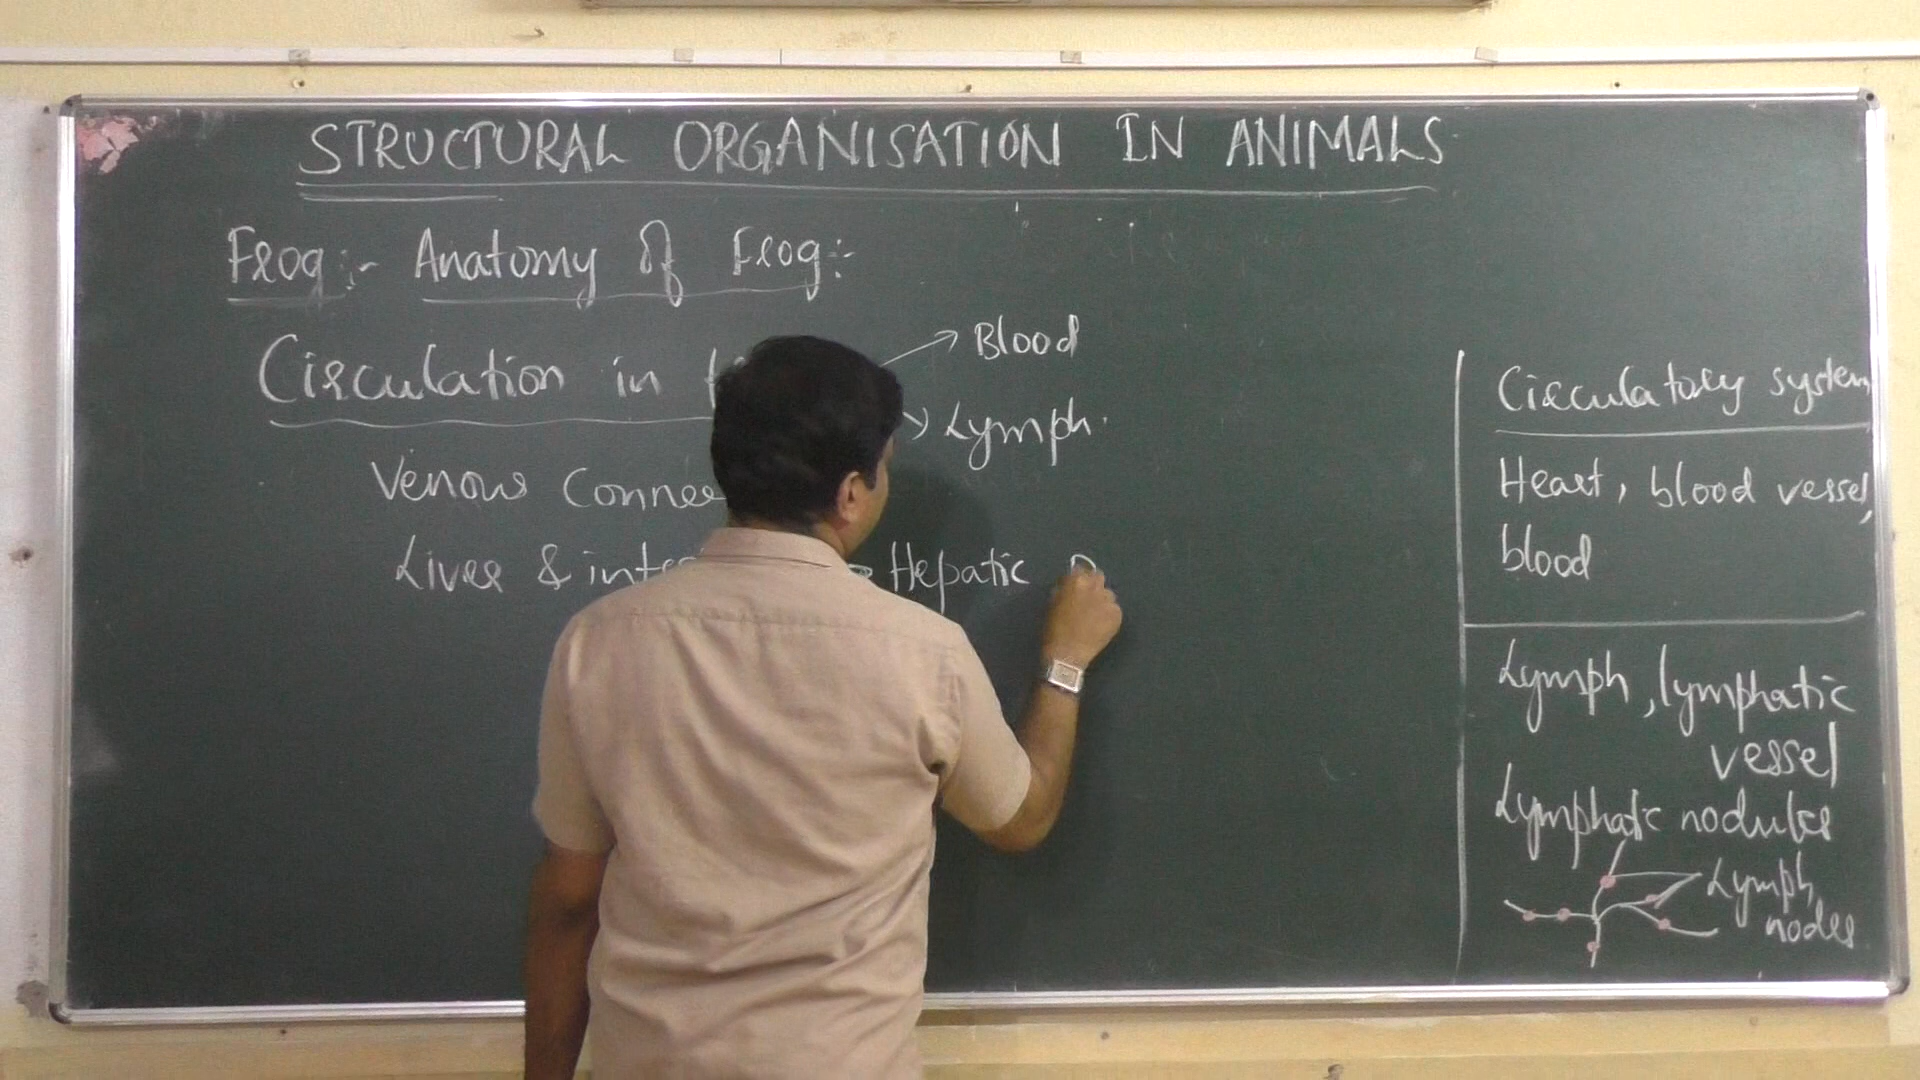 STRUCTURAL ORGANISATION IN ANIMALS
Frog:- Anatomy of Frog:-
Circulation in
Blood
Lymph.
Venous Connec
Liver & inte
Hepatic P
Circulatory system
Heart, blood vessel,
blood
Lymph, lymphatic
vessel
Lymphatic nodules
Lymph
nodes